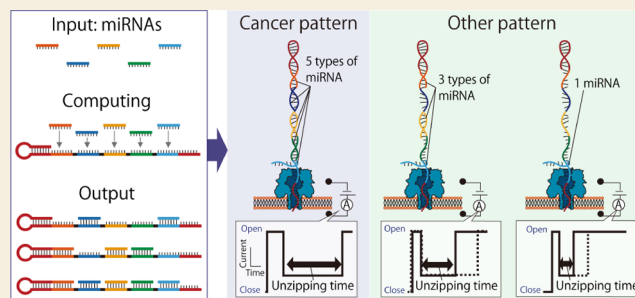 Input: miRNAs
Computing
Output
Cancer pattern
5 types of
miRNA
A
Open
Current
Time
Close
Unzipping time
Other pattern
3 types of
miRNA
A
Open
Close
Unzipping time
1 miRNA
A
Open
Close
Unzipping time